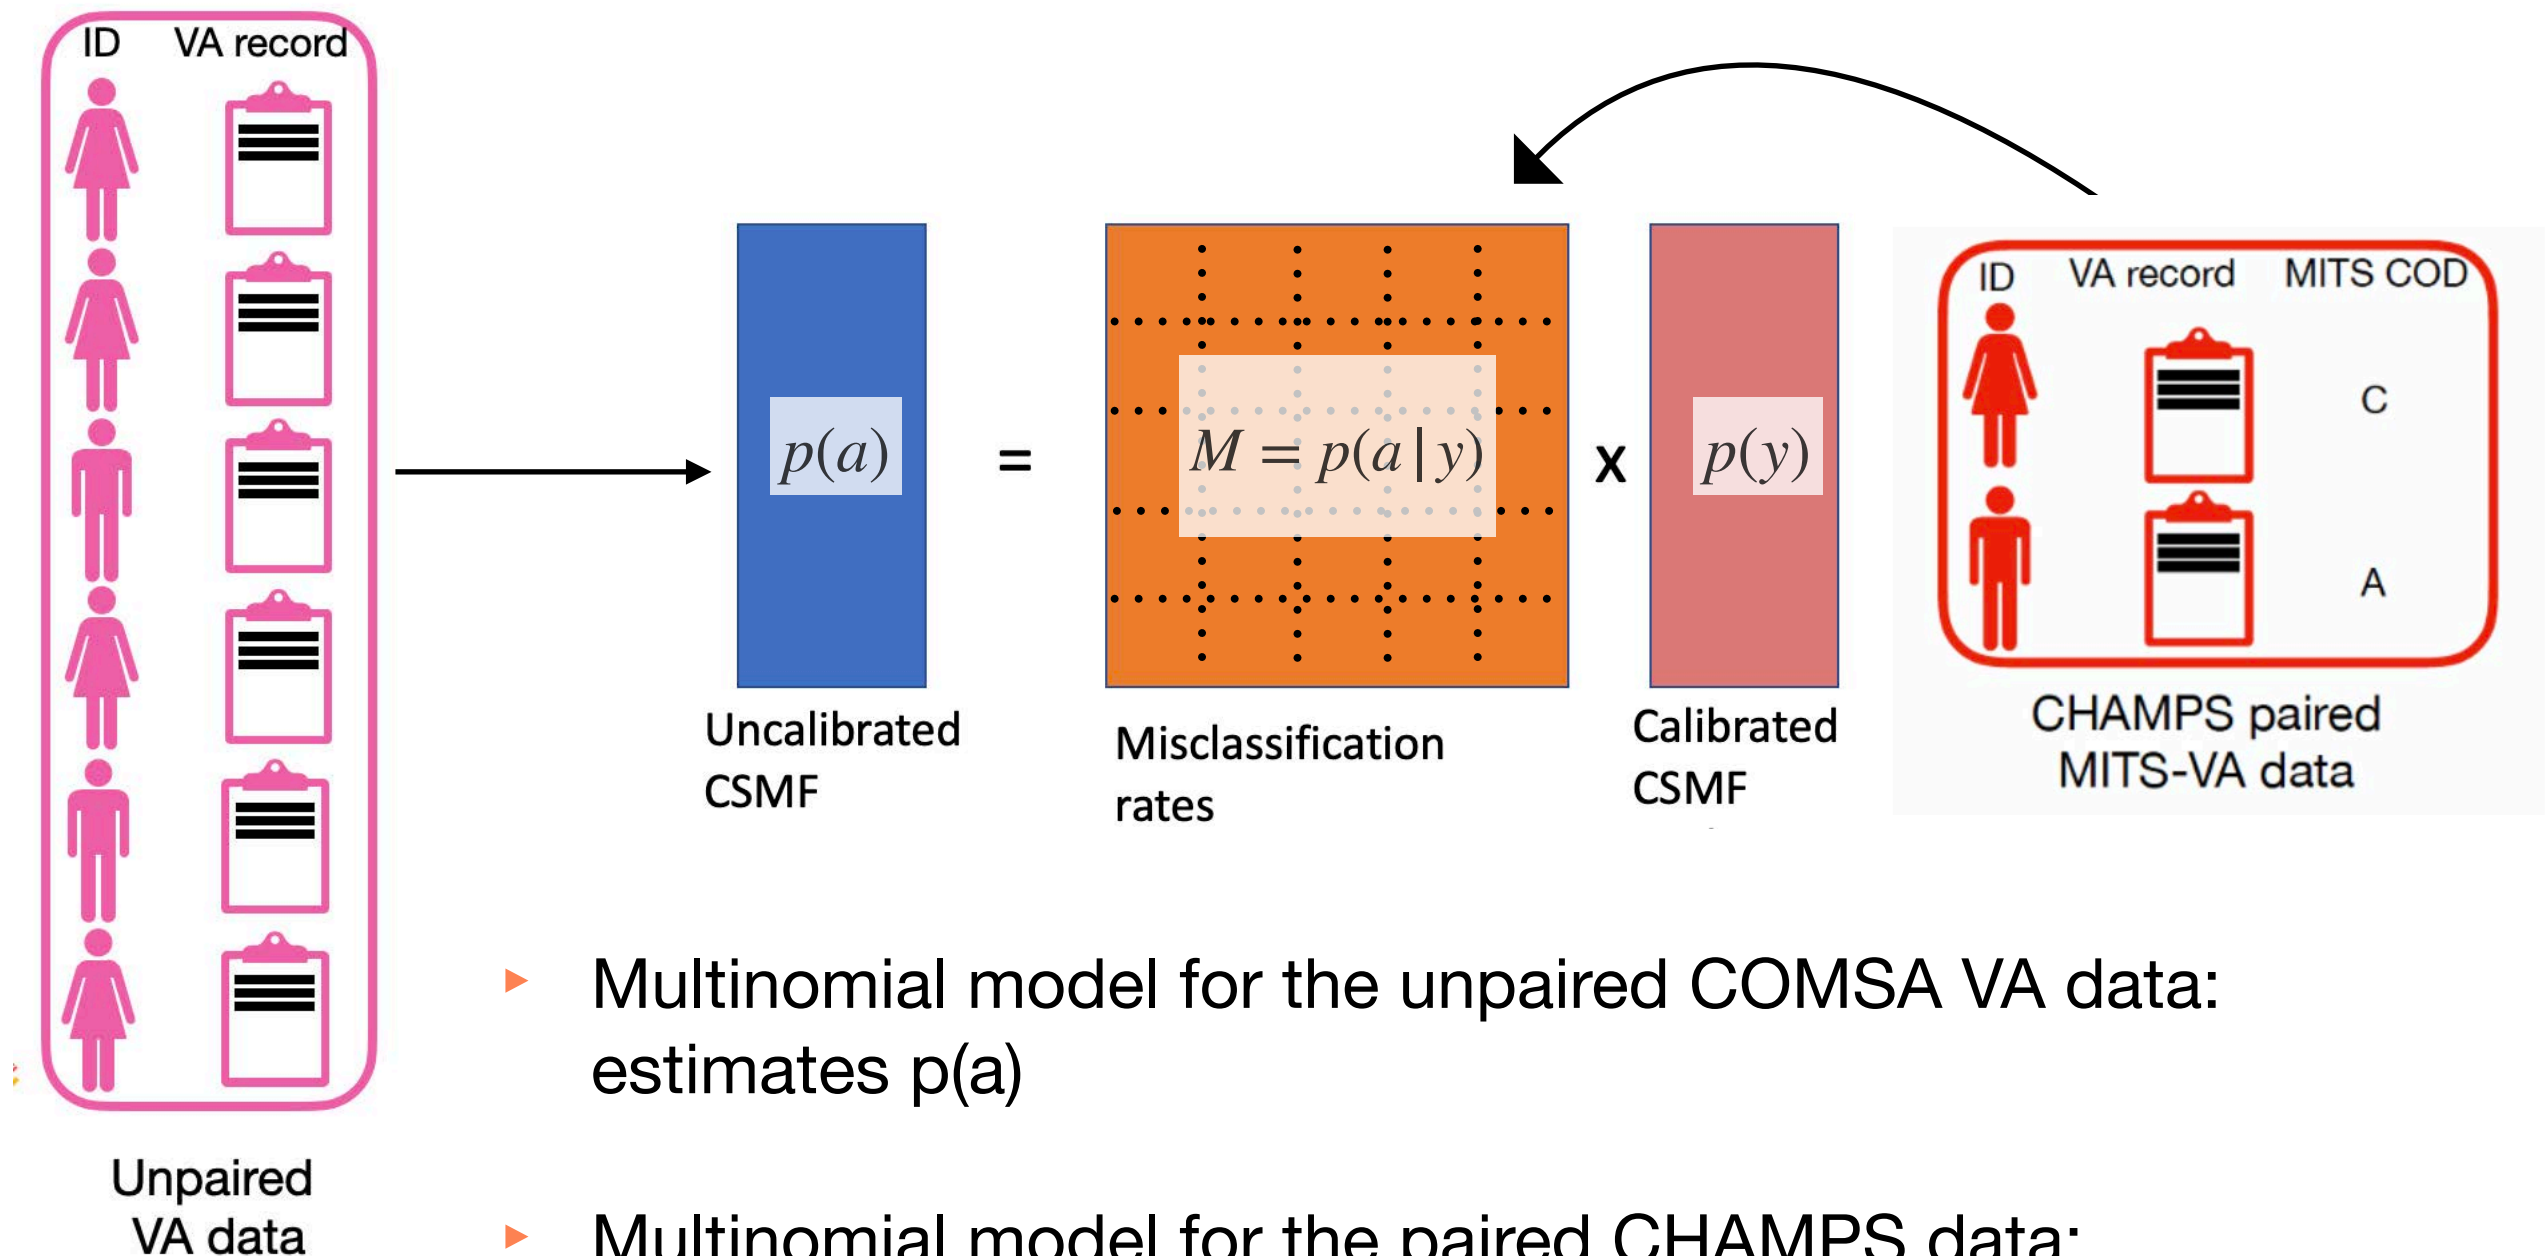 ID VA record
p(a)
=
M = p(a|y)
x
p(y)
Uncalibrated
CSMF
Misclassification
rates
Calibrated
CSMF
ID VA record MITS COD
C
A
CHAMPS paired
MITS-VA data
Unpaired
VA data
▸ Multinomial model for the unpaired COMSA VA data:
estimates p(a)
▸ Multinomial model for the paired CHAMPS data: